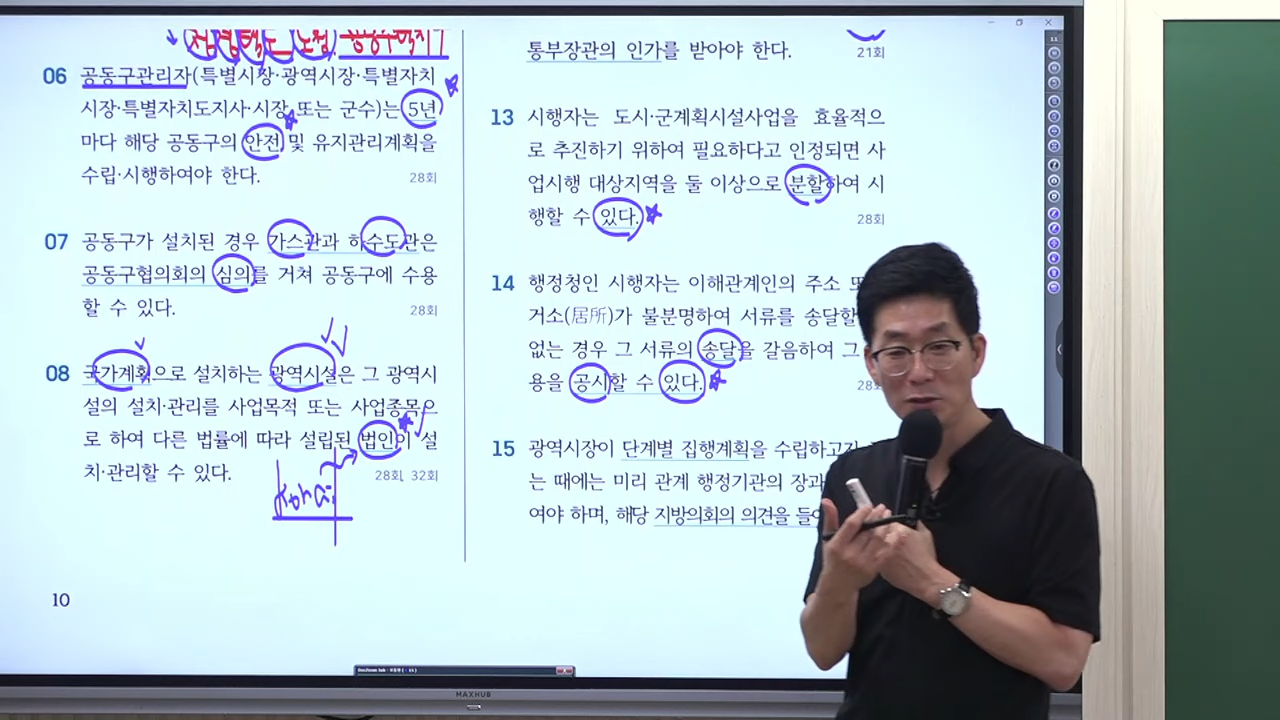 06 공동구관리자(특별시장·광역시장·특별자치
시장·특별자치도지사·시장 또는 군수)는 5년
마다 해당 공동구의 안전 및 유지관리계획을
수립·시행하여야 한다. 28회
07 공동구가 설치된 경우 가스관과 하수도관은
공동구협의회의 심의를 거쳐 공동구에 수용
할 수 있다. 28회
08 국가계획으로 설치하는 광역시설은 그 광역시
설의 설치·관리를 사업목적 또는 사업종목으
로 하여 다른 법률에 따라 설립된 법인이 설
치·관리할 수 있다. 28회, 32회
10
통부장관의 인가를 받아야 한다. 21회
13 시행자는 도시·군계획시설사업을 효율적으
로 추진하기 위하여 필요하다고 인정되면 사
업시행 대상지역을 둘 이상으로 분할하여 시
행할 수 있다. 28회
14 행정청인 시행자는 이해관계인의 주소 또
거소(居所)가 불분명하여 서류를 송달할
없는 경우 그 서류의 송달을 갈음하여 그
용을 공시할 수 있다. 28회
15 광역시장이 단계별 집행계획을 수립하고자
는 때에는 미리 관계 행정기관의 장과
여야 하며, 해당 지방의회의 의견을 들어
MAXHUB